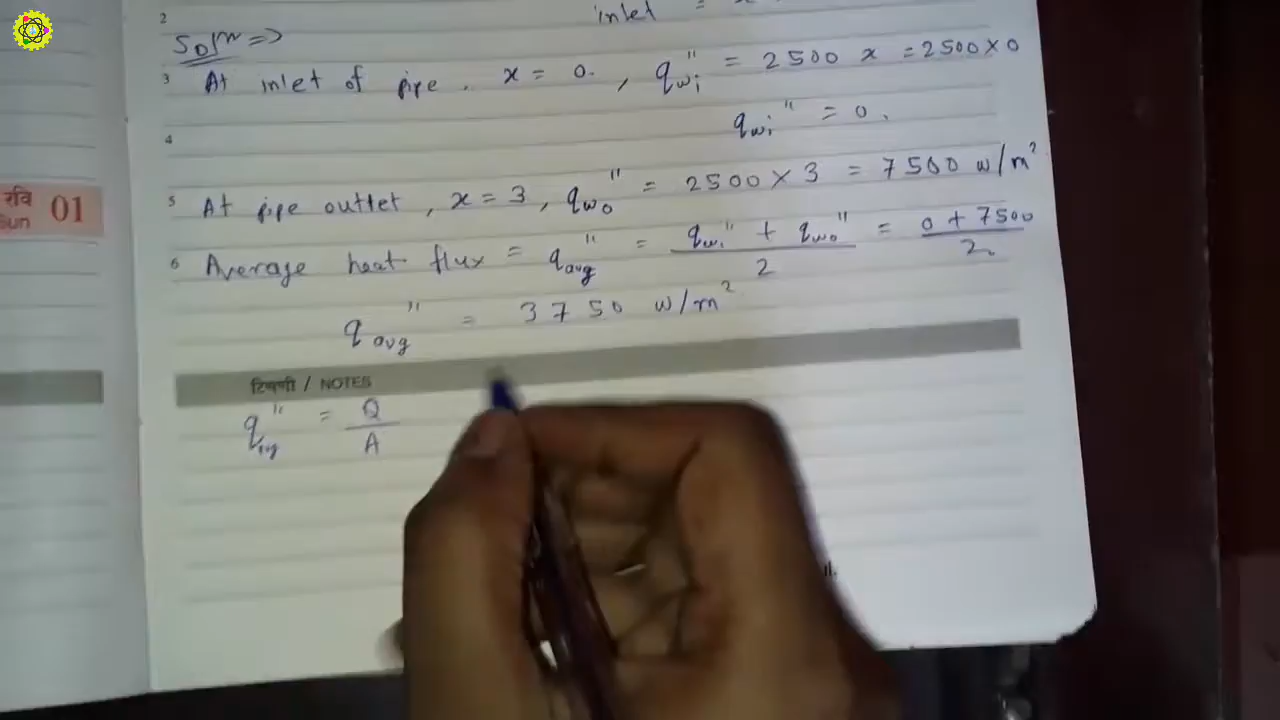 2
inlet =
Soln =>
3 At inlet of pipe . x = 0. , qwi" = 2500 x = 2500 x 0
qwi" = 0 .
4
5 At pipe outlet , x = 3 , qwo" = 2500 x 3 = 7500 w/m²
6 Average heat flux = qavg" = qwi" + qwo" / 2 = 0 + 7500 / 2
qavg" = 3750 w/m²
टिप्पणी / NOTES
q" = Q / A
रवि
Sun 01